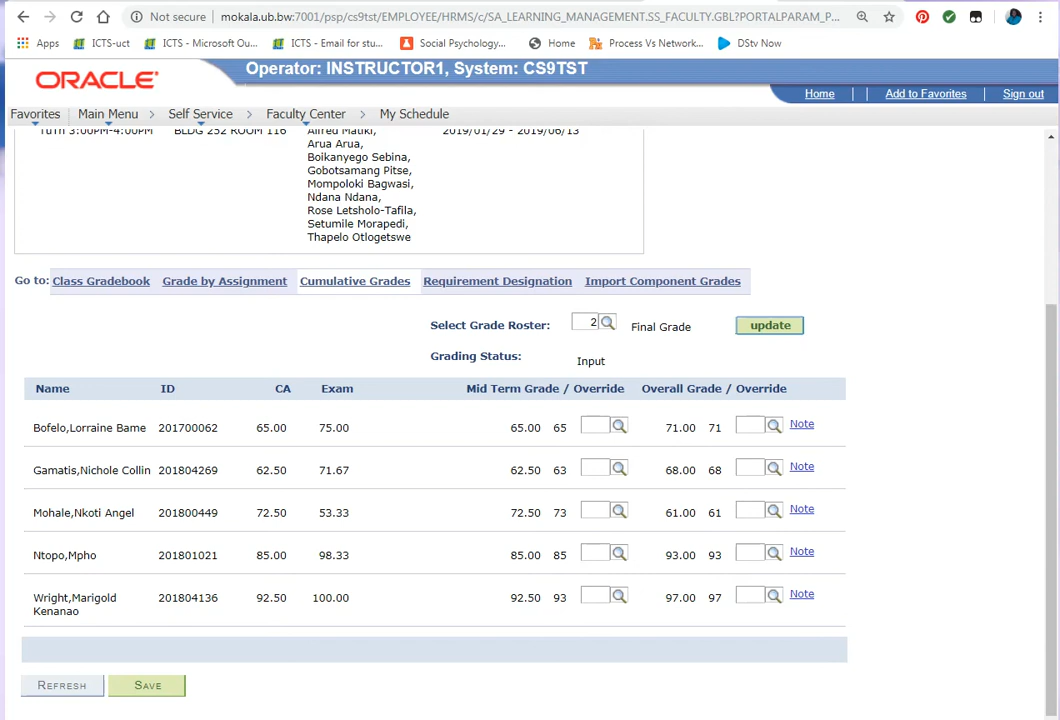 Not secure | mokala.ub.bw:7001/psp/cs9tst/EMPLOYEE/HRMS/c/SA_LEARNING_MANAGEMENT.SS_FACULTY.GBL?PORTALPARAM_P...
Apps ICTS-uct ICTS - Microsoft Ou... ICTS - Email for stu... Social Psychology,... Home Process Vs Network... DStv Now
ORACLE' Operator: INSTRUCTOR1, System: CS9TST
Home | Add to Favorites | Sign out
Favorites | Main Menu > Self Service > Faculty Center > My Schedule
TuTh 3:00PM-4:00PM BLDG 252 ROOM 116 Alfred Matiki, 2019/01/29 - 2019/06/13
Arua Arua,
Boikanyego Sebina,
Gobotsamang Pitse,
Mompoloki Bagwasi,
Ndana Ndana,
Rose Letsholo-Tafila,
Setumile Morapedi,
Thapelo Otlogetswe
Go to: Class Gradebook Grade by Assignment Cumulative Grades Requirement Designation Import Component Grades
Select Grade Roster: 2 Final Grade update
Grading Status: Input
Name ID CA Exam Mid Term Grade / Override Overall Grade / Override
Bofelo,Lorraine Bame 201700062 65.00 75.00 65.00 65 71.00 71 Note
Gamatis,Nichole Collin 201804269 62.50 71.67 62.50 63 68.00 68 Note
Mohale,Nkoti Angel 201800449 72.50 53.33 72.50 73 61.00 61 Note
Ntopo,Mpho 201801021 85.00 98.33 85.00 85 93.00 93 Note
Wright,Marigold 201804136 92.50 100.00 92.50 93 97.00 97 Note
Kenanao
REFRESH SAVE